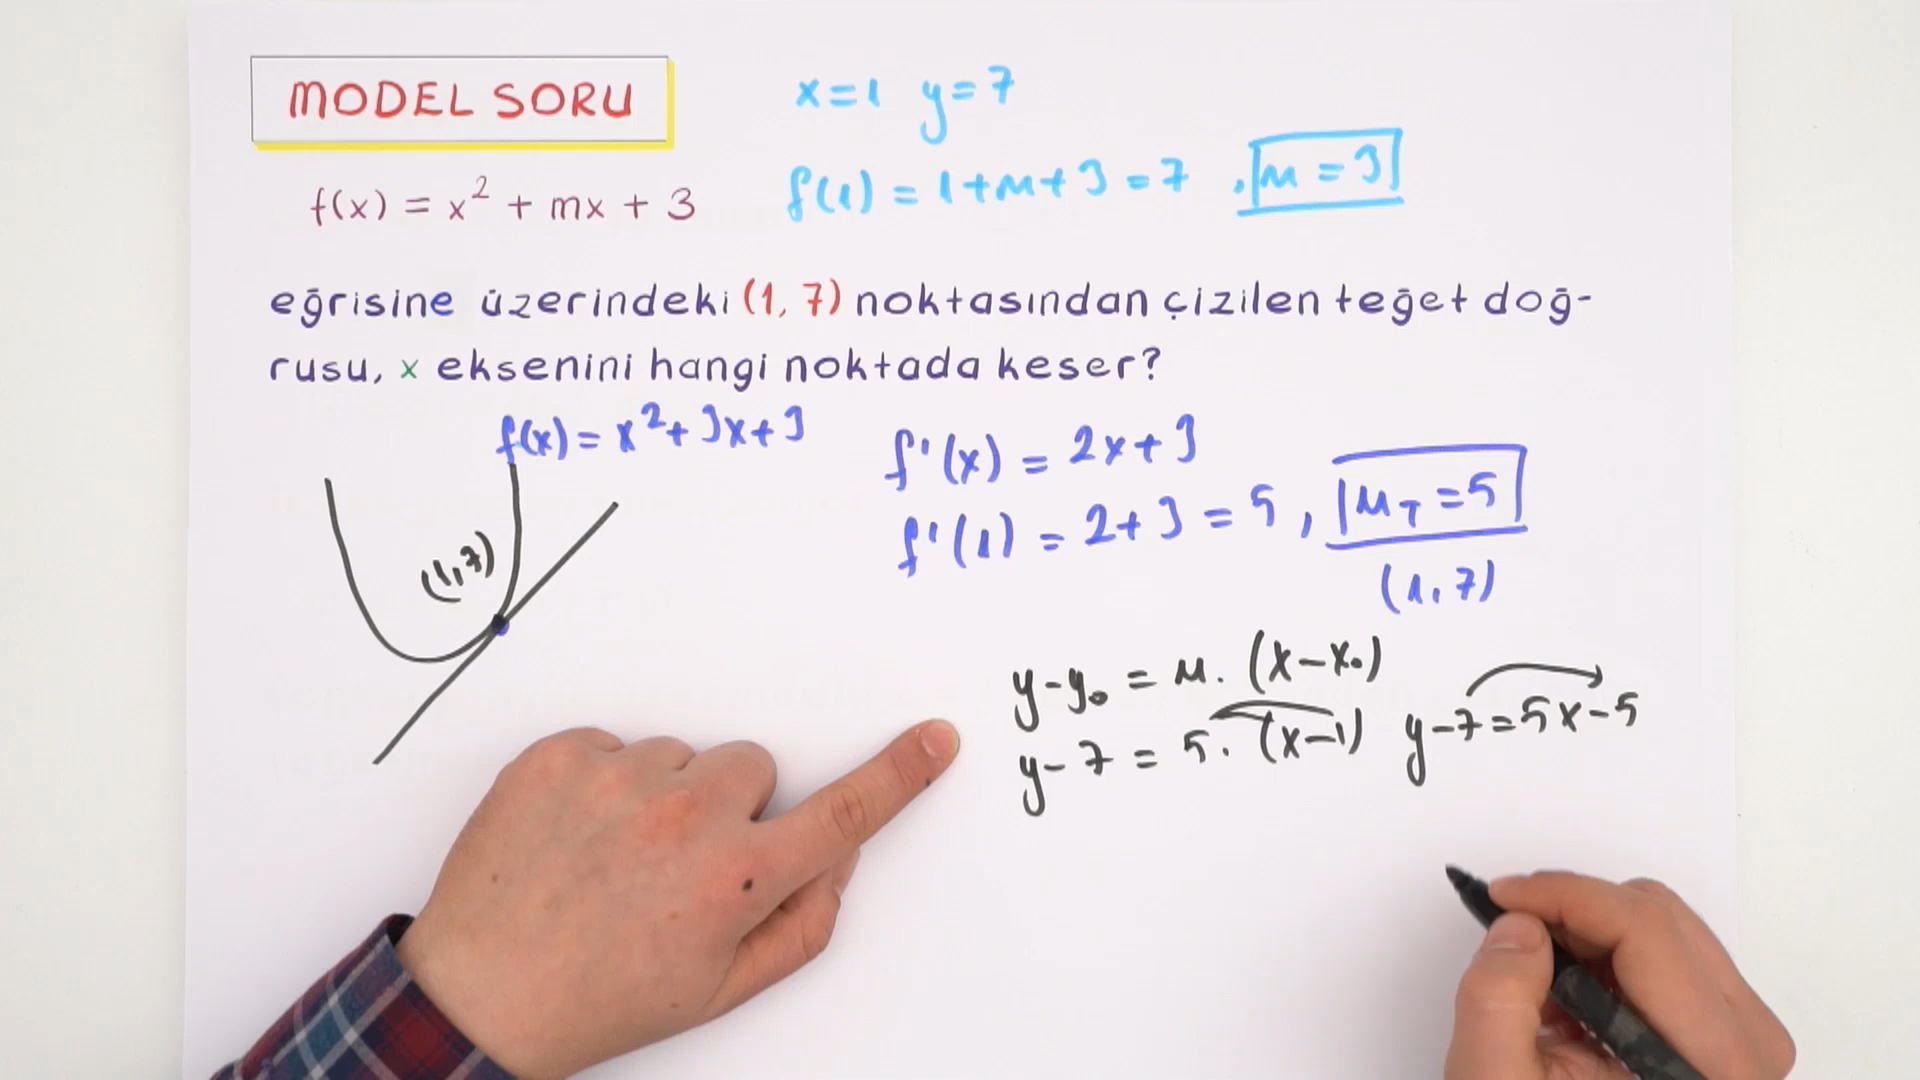 MODEL SORU
x=1 y=7
f(x) = x² + mx + 3
f(1) = 1+m+3 = 7 , m = 3
eğrisine üzerindeki (1, 7) noktasından çizilen teğet doğ-
rusu, x eksenini hangi noktada keser?
f(x) = x²+3x+3
f'(x) = 2x+3
f'(1) = 2+3 = 5 , m_T = 5
(1,7)
(1,7)
y-y₀ = m. (x-x₀)
y-7 = 5. (x-1) y-7=5x-5